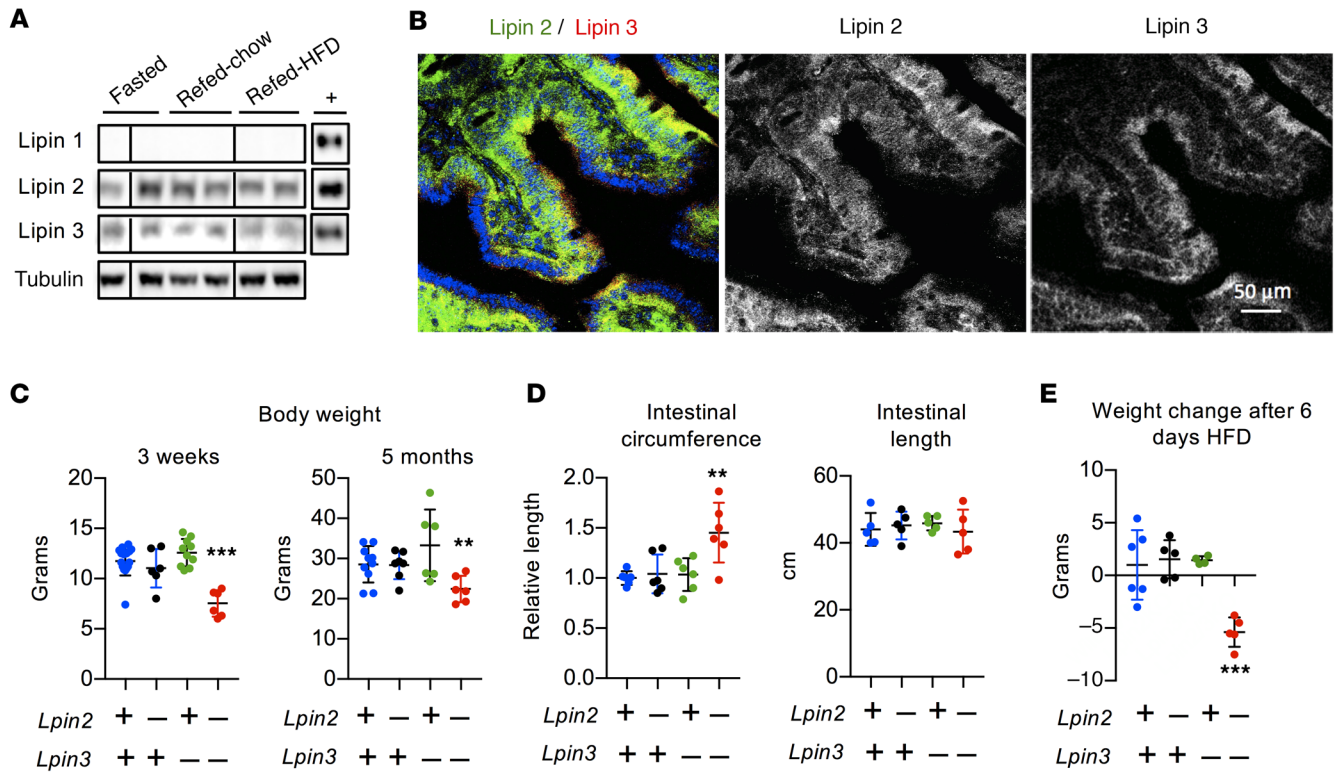 A
Fasted
Refed-chow
Refed-HFD
+
Lipin 1
Lipin 2
Lipin 3
Tubulin
B
Lipin 2 / Lipin 3
Lipin 2
Lipin 3
50 µm
C
Body weight
3 weeks
Grams
20
15
10
5
0
***
Lpin2 + — + —
Lpin3 + + — —
5 months
Grams
50
40
30
20
10
0
**
Lpin2 + — + —
Lpin3 + + — —
D
Intestinal
circumference
Relative length
2.0
1.5
1.0
0.5
0.0
**
Lpin2 + — + —
Lpin3 + + — —
Intestinal
length
cm
60
40
20
0
+ — + —
+ + — —
E
Weight change after 6
days HFD
Grams
10
5
0
–5
–10
***
Lpin2 + — + —
Lpin3 + + — —